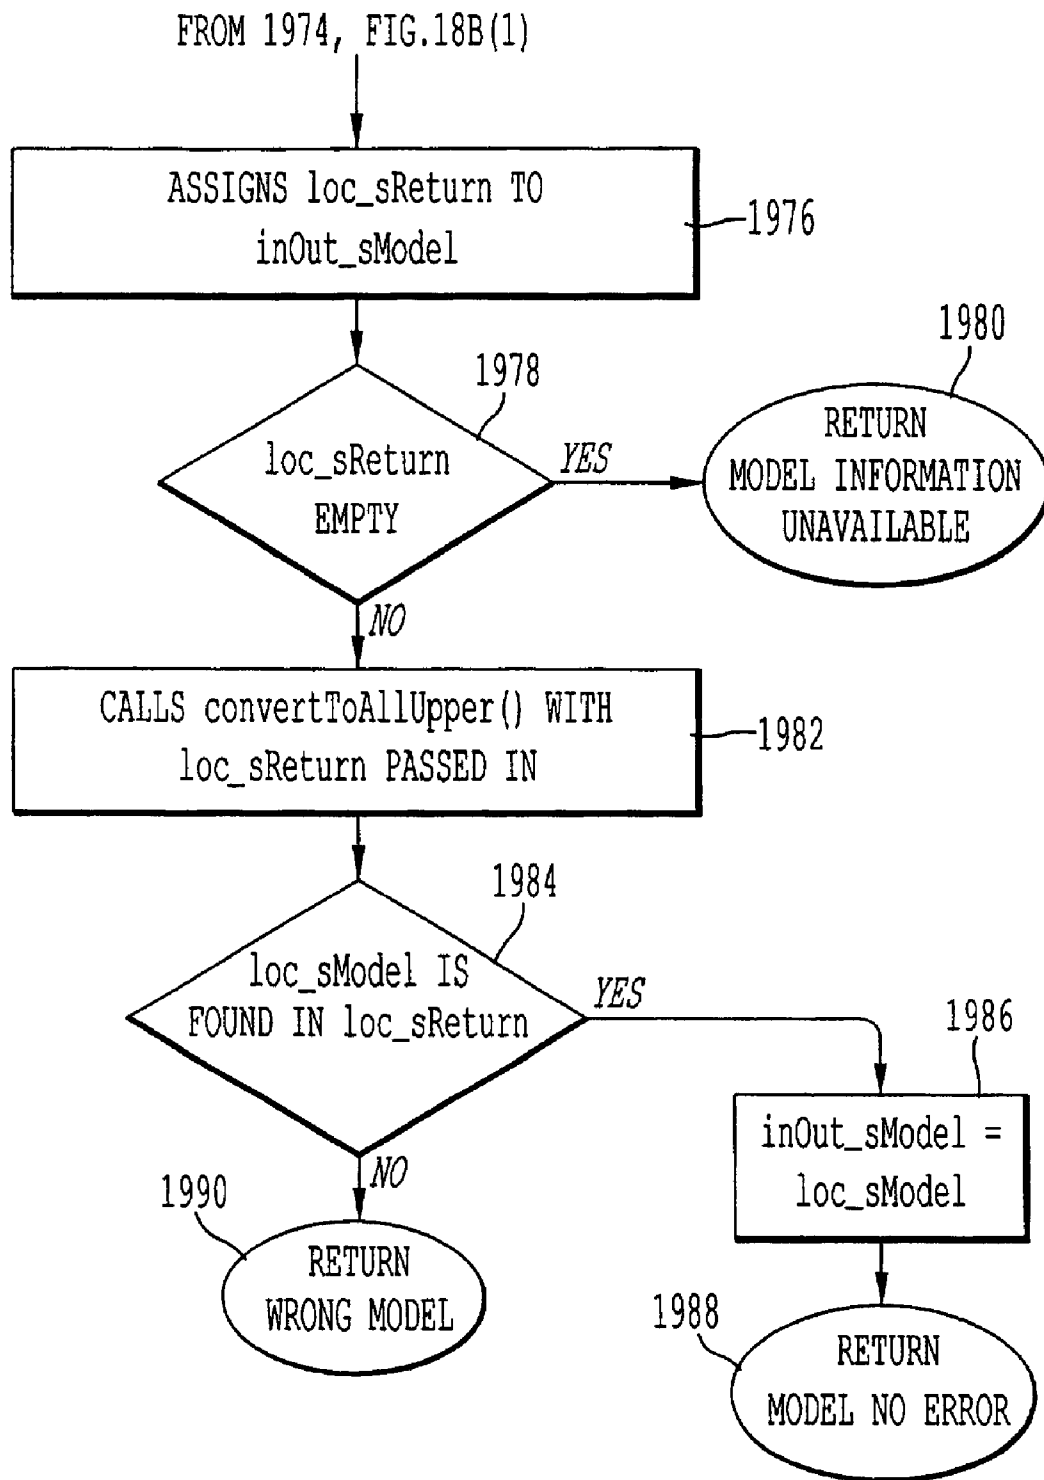 FROM 1974, FIG.18B(1)
ASSIGNS loc_sReturn TO
inOut_sModel
1976
1978
loc_sReturn
EMPTY
YES
1980
RETURN
MODEL INFORMATION
UNAVAILABLE
NO
CALLS convertToAllUpper() WITH
loc_sReturn PASSED IN
1982
1984
loc_sModel IS
FOUND IN loc_sReturn
YES
1986
inOut_sModel =
loc_sModel
NO
1990
RETURN
WRONG MODEL
1988
RETURN
MODEL NO ERROR